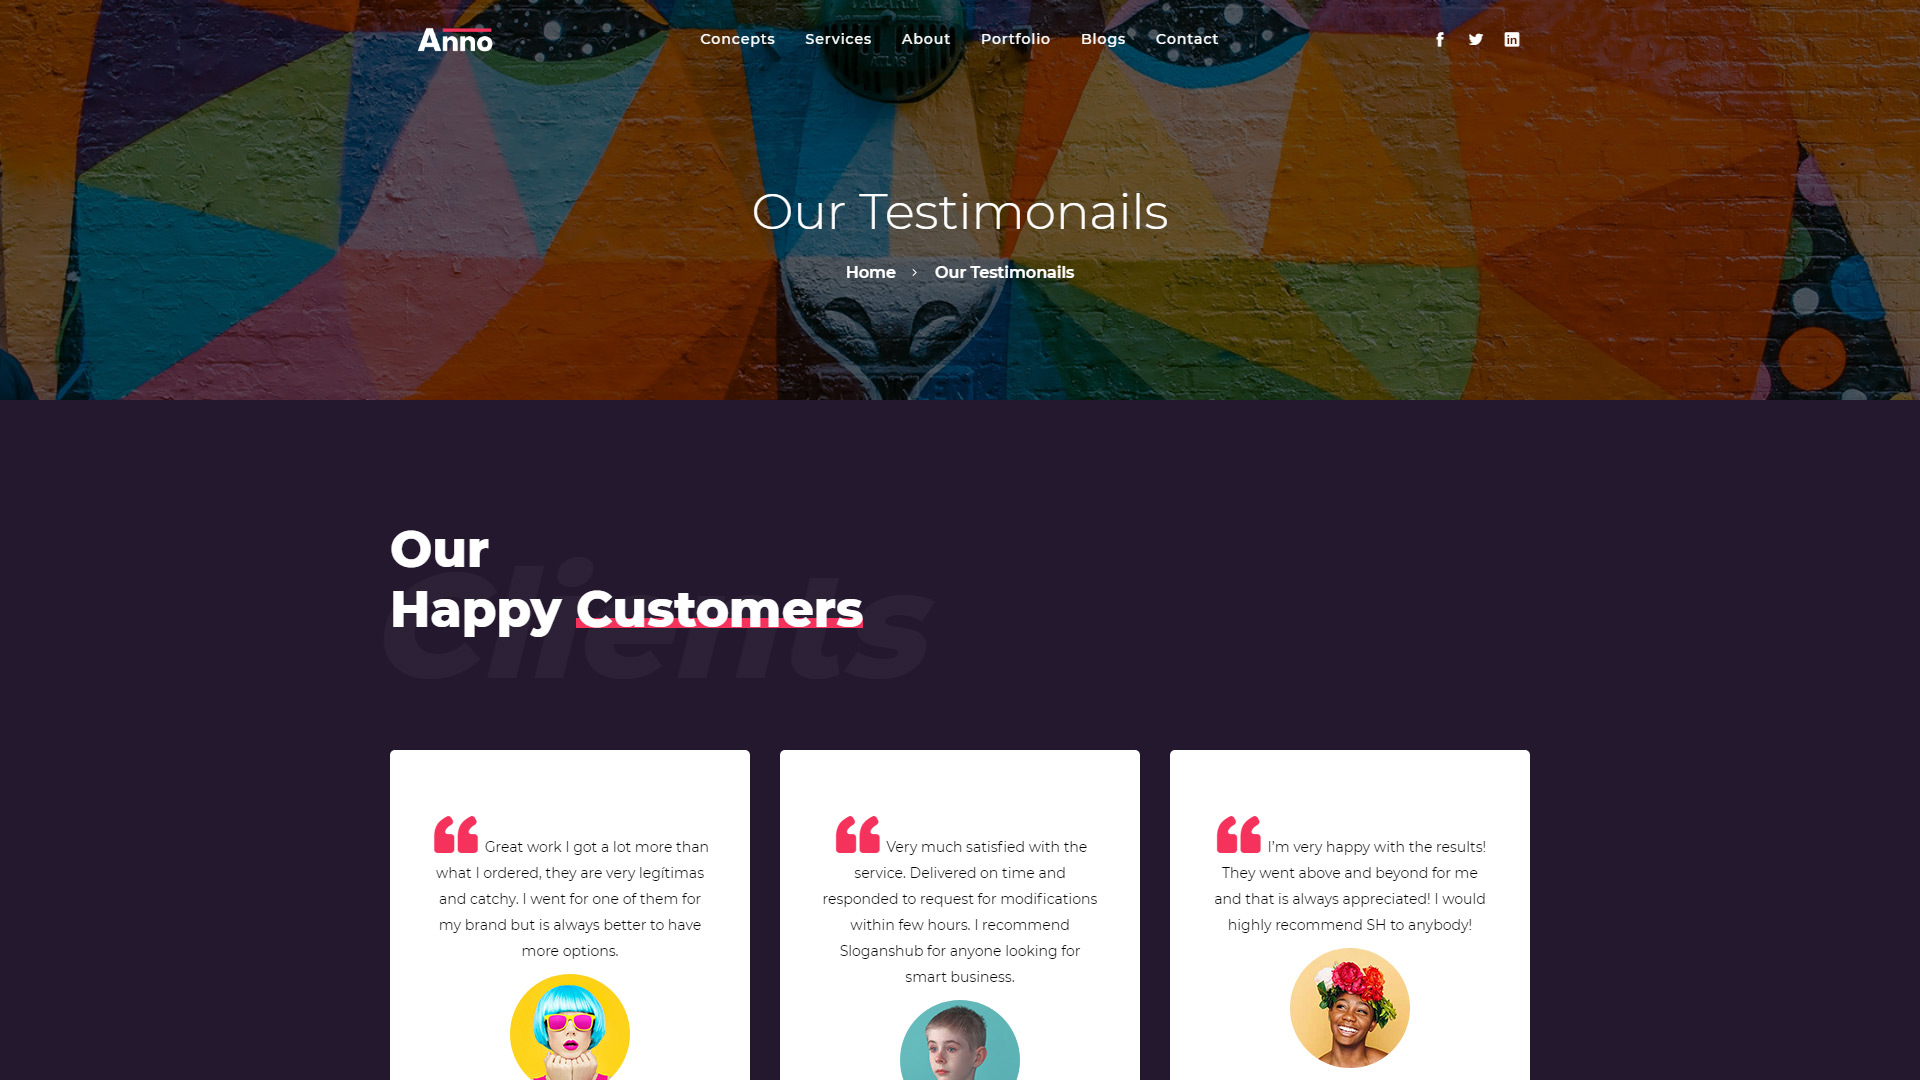 Anno
Concepts
Services
About
Portfolio
Blogs
Contact
ATLAS
Our Testimonails
Home
Our Testimonails
Clients
Our
Happy Customers
Great work I got a lot more than
what I ordered, they are very legítimas
and catchy. I went for one of them for
my brand but is always better to have
more options.
Very much satisfied with the
service. Delivered on time and
responded to request for modifications
within few hours. I recommend
Sloganshub for anyone looking for
smart business.
I'm very happy with the results!
They went above and beyond for me
and that is always appreciated! I would
highly recommend SH to anybody!